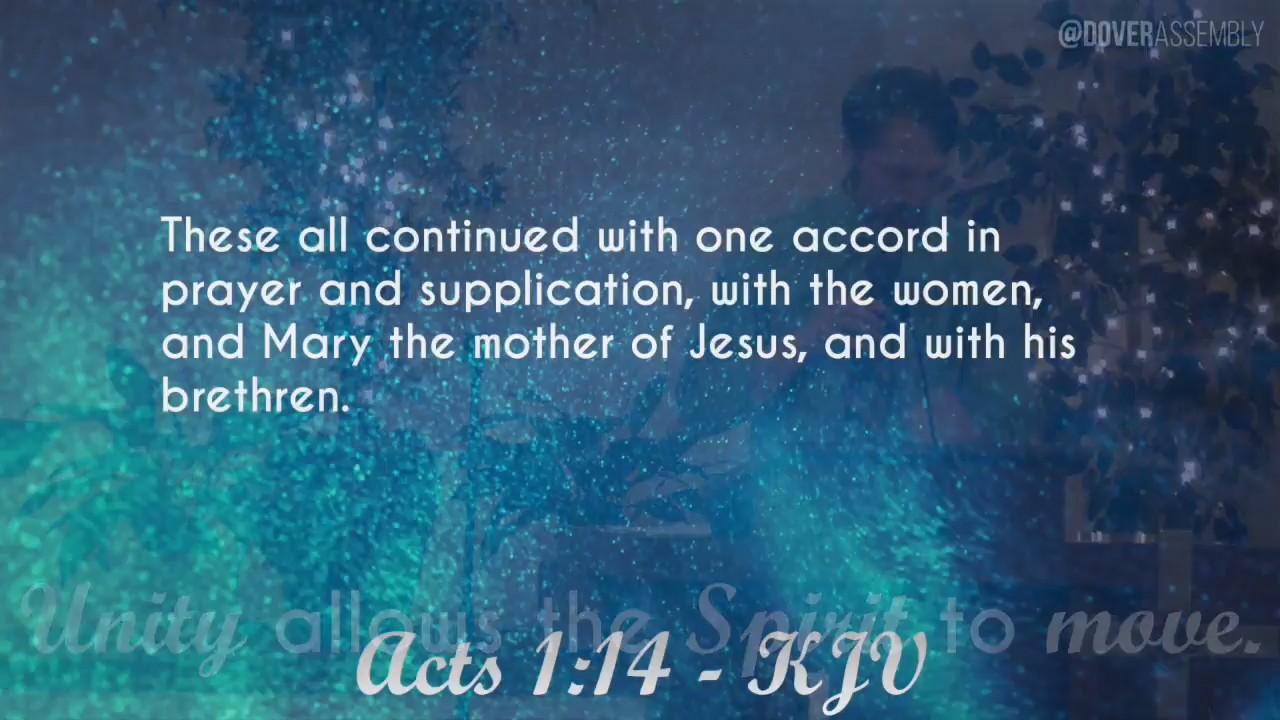 @DOVERASSEMBLY
These all continued with one accord in
prayer and supplication, with the women,
and Mary the mother of Jesus, and with his
brethren.
Unity allows the Spirit to move.
Acts 1:14 - KJV